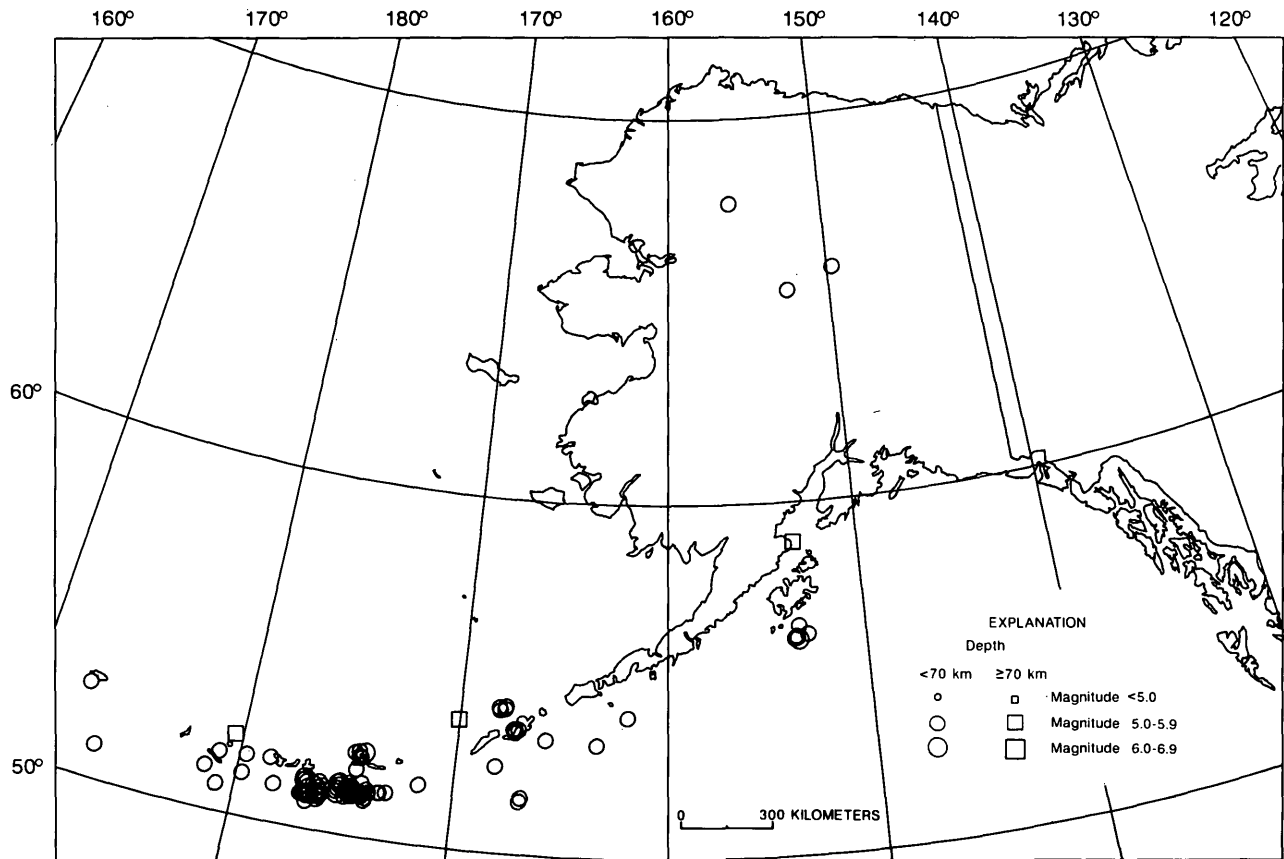 160° 170° 180° 170° 160° 150° 140° 130° 120°
60°
50°
EXPLANATION
Depth
<70 km ≥70 km
Magnitude <5.0
Magnitude 5.0-5.9
Magnitude 6.0-6.9
0 300 KILOMETERS